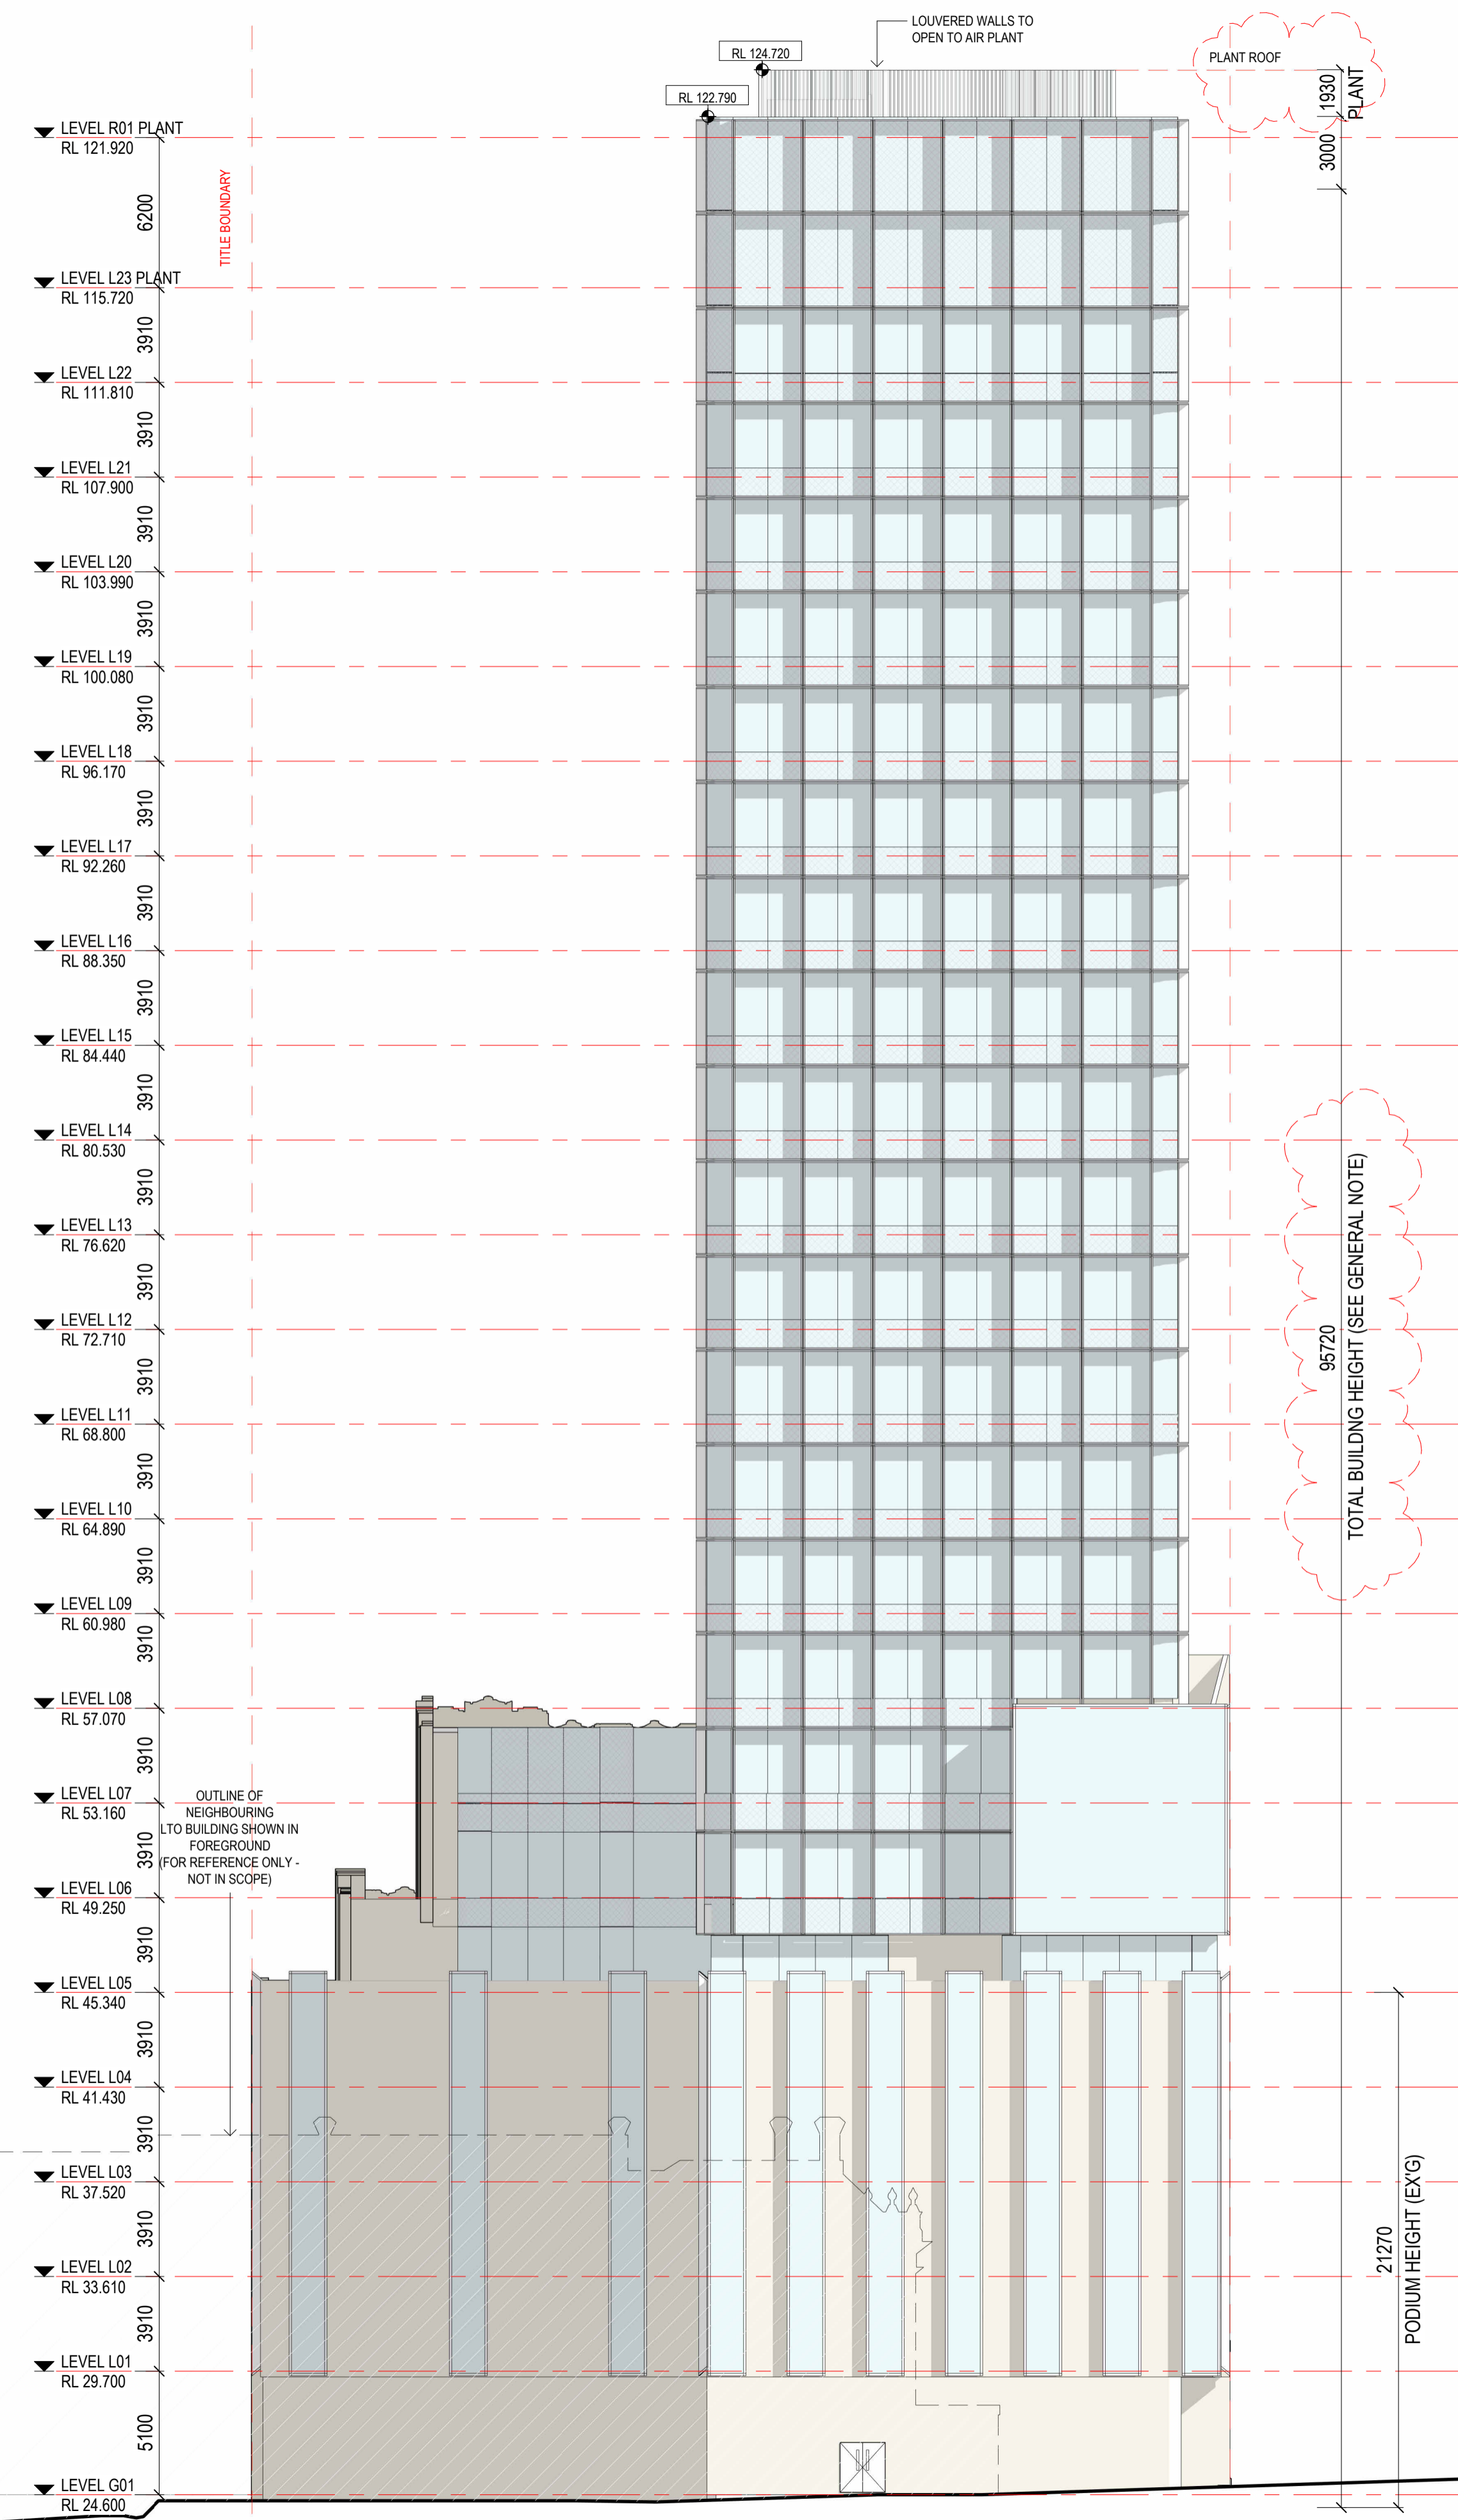 LOUVERED WALLS TO
OPEN TO AIR PLANT
RL 124.720
PLANT ROOF
RL 122.790
1930
PLANT
3000
LEVEL R01 PLANT
RL 121.920
TITLE BOUNDARY
6200
LEVEL L23 PLANT
RL 115.720
3910
LEVEL L22
RL 111.810
3910
LEVEL L21
RL 107.900
3910
LEVEL L20
RL 103.990
3910
LEVEL L19
RL 100.080
3910
LEVEL L18
RL 96.170
3910
LEVEL L17
RL 92.260
3910
LEVEL L16
RL 88.350
3910
LEVEL L15
RL 84.440
3910
LEVEL L14
RL 80.530
3910
LEVEL L13
RL 76.620
3910
LEVEL L12
RL 72.710
95720
TOTAL BUILDNG HEIGHT (SEE GENERAL NOTE)
3910
LEVEL L11
RL 68.800
3910
LEVEL L10
RL 64.890
3910
LEVEL L09
RL 60.980
3910
LEVEL L08
RL 57.070
3910
LEVEL L07
RL 53.160
OUTLINE OF
NEIGHBOURING
LTO BUILDING SHOWN IN
FOREGROUND
(FOR REFERENCE ONLY -
NOT IN SCOPE)
3910
LEVEL L06
RL 49.250
3910
LEVEL L05
RL 45.340
3910
LEVEL L04
RL 41.430
3910
LEVEL L03
RL 37.520
3910
LEVEL L02
RL 33.610
21270
PODIUM HEIGHT (EX'G)
3910
LEVEL L01
RL 29.700
5100
LEVEL G01
RL 24.600